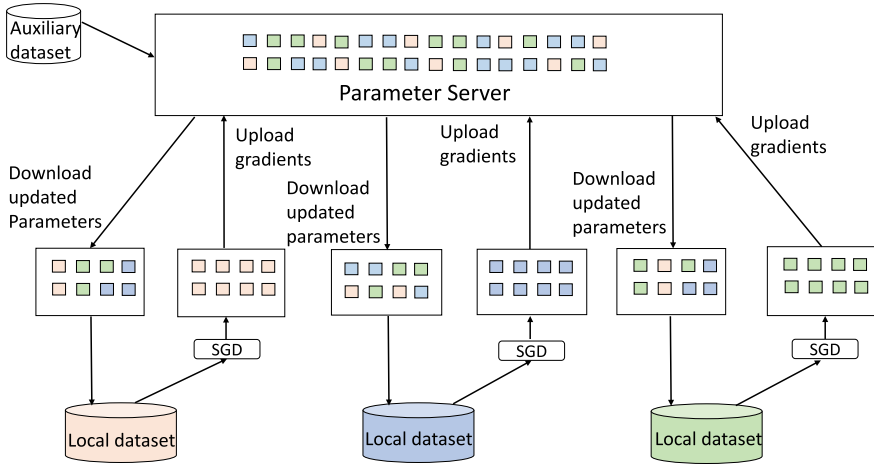 Auxiliary
dataset
Parameter Server
Download
updated
Parameters
Upload
gradients
Download
updated
parameters
Upload
gradients
Download
updated
parameters
Upload
gradients
SGD
SGD
SGD
Local dataset
Local dataset
Local dataset